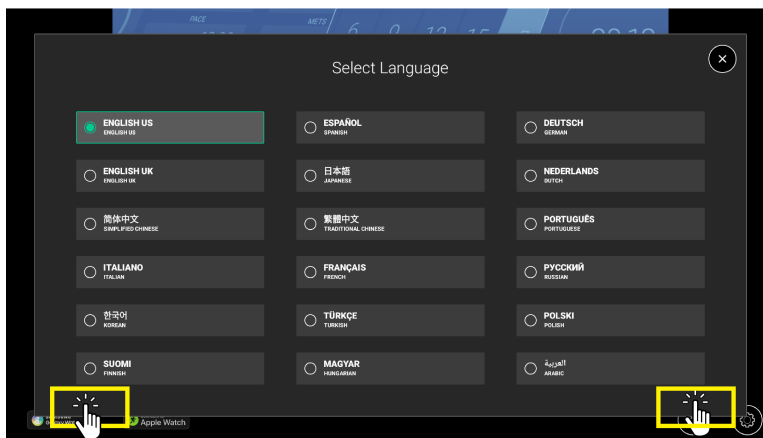 PACE
METS
Select Language
ENGLISH US
ENGLISH US
ESPAÑOL
SPANISH
DEUTSCH
GERMAN
ENGLISH UK
ENGLISH UK
日本語
JAPANESE
NEDERLANDS
DUTCH
简体中文
SIMPLIFIED CHINESE
繁體中文
TRADITIONAL CHINESE
PORTUGUÊS
PORTUGUESE
ITALIANO
ITALIAN
FRANÇAIS
FRENCH
РУССКИЙ
RUSSIAN
한국어
KOREAN
TÜRKÇE
TURKISH
POLSKI
POLISH
SUOMI
FINNISH
MAGYAR
HUNGARIAN
العربية
ARABIC
Apple Watch